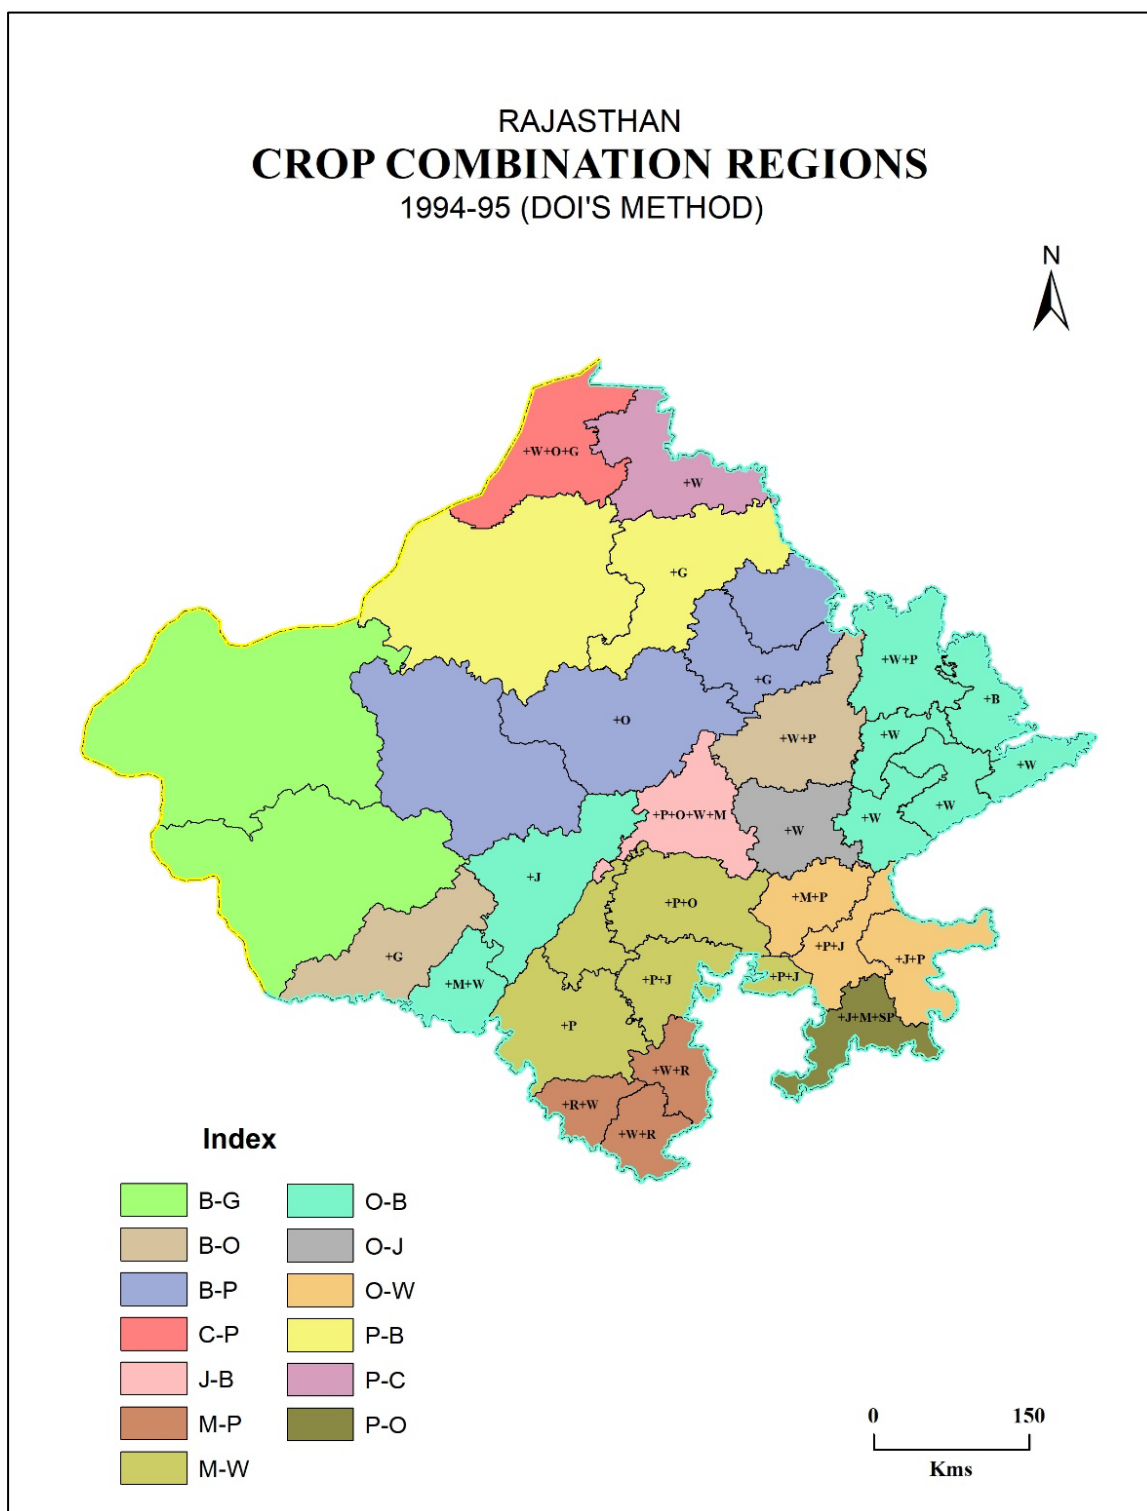 RAJASTHAN
CROP COMBINATION REGIONS
1994-95 (DOI'S METHOD)
N
+W+O+G
+W
+G
+W+P
+B
+G
+O
+W+P
+W
+W
+W
+W
+P+O+W+M
+W
+J
+M+P
+P+O
+P+J
+J+P
+G
+M+W
+P+J
+P+J
+J+M+SP
+P
+W+R
+R+W
+W+R
Index
B-G
B-O
B-P
C-P
J-B
M-P
M-W
O-B
O-J
O-W
P-B
P-C
P-O
0 150
Kms